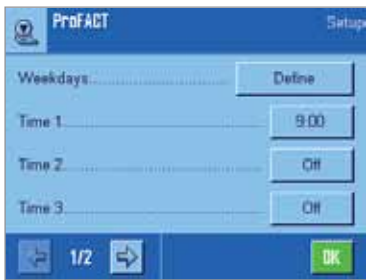 ProFACT Setup
Weekdays Define
Time 1 9:00
Time 2 Off
Time 3 Off
1/2 OK